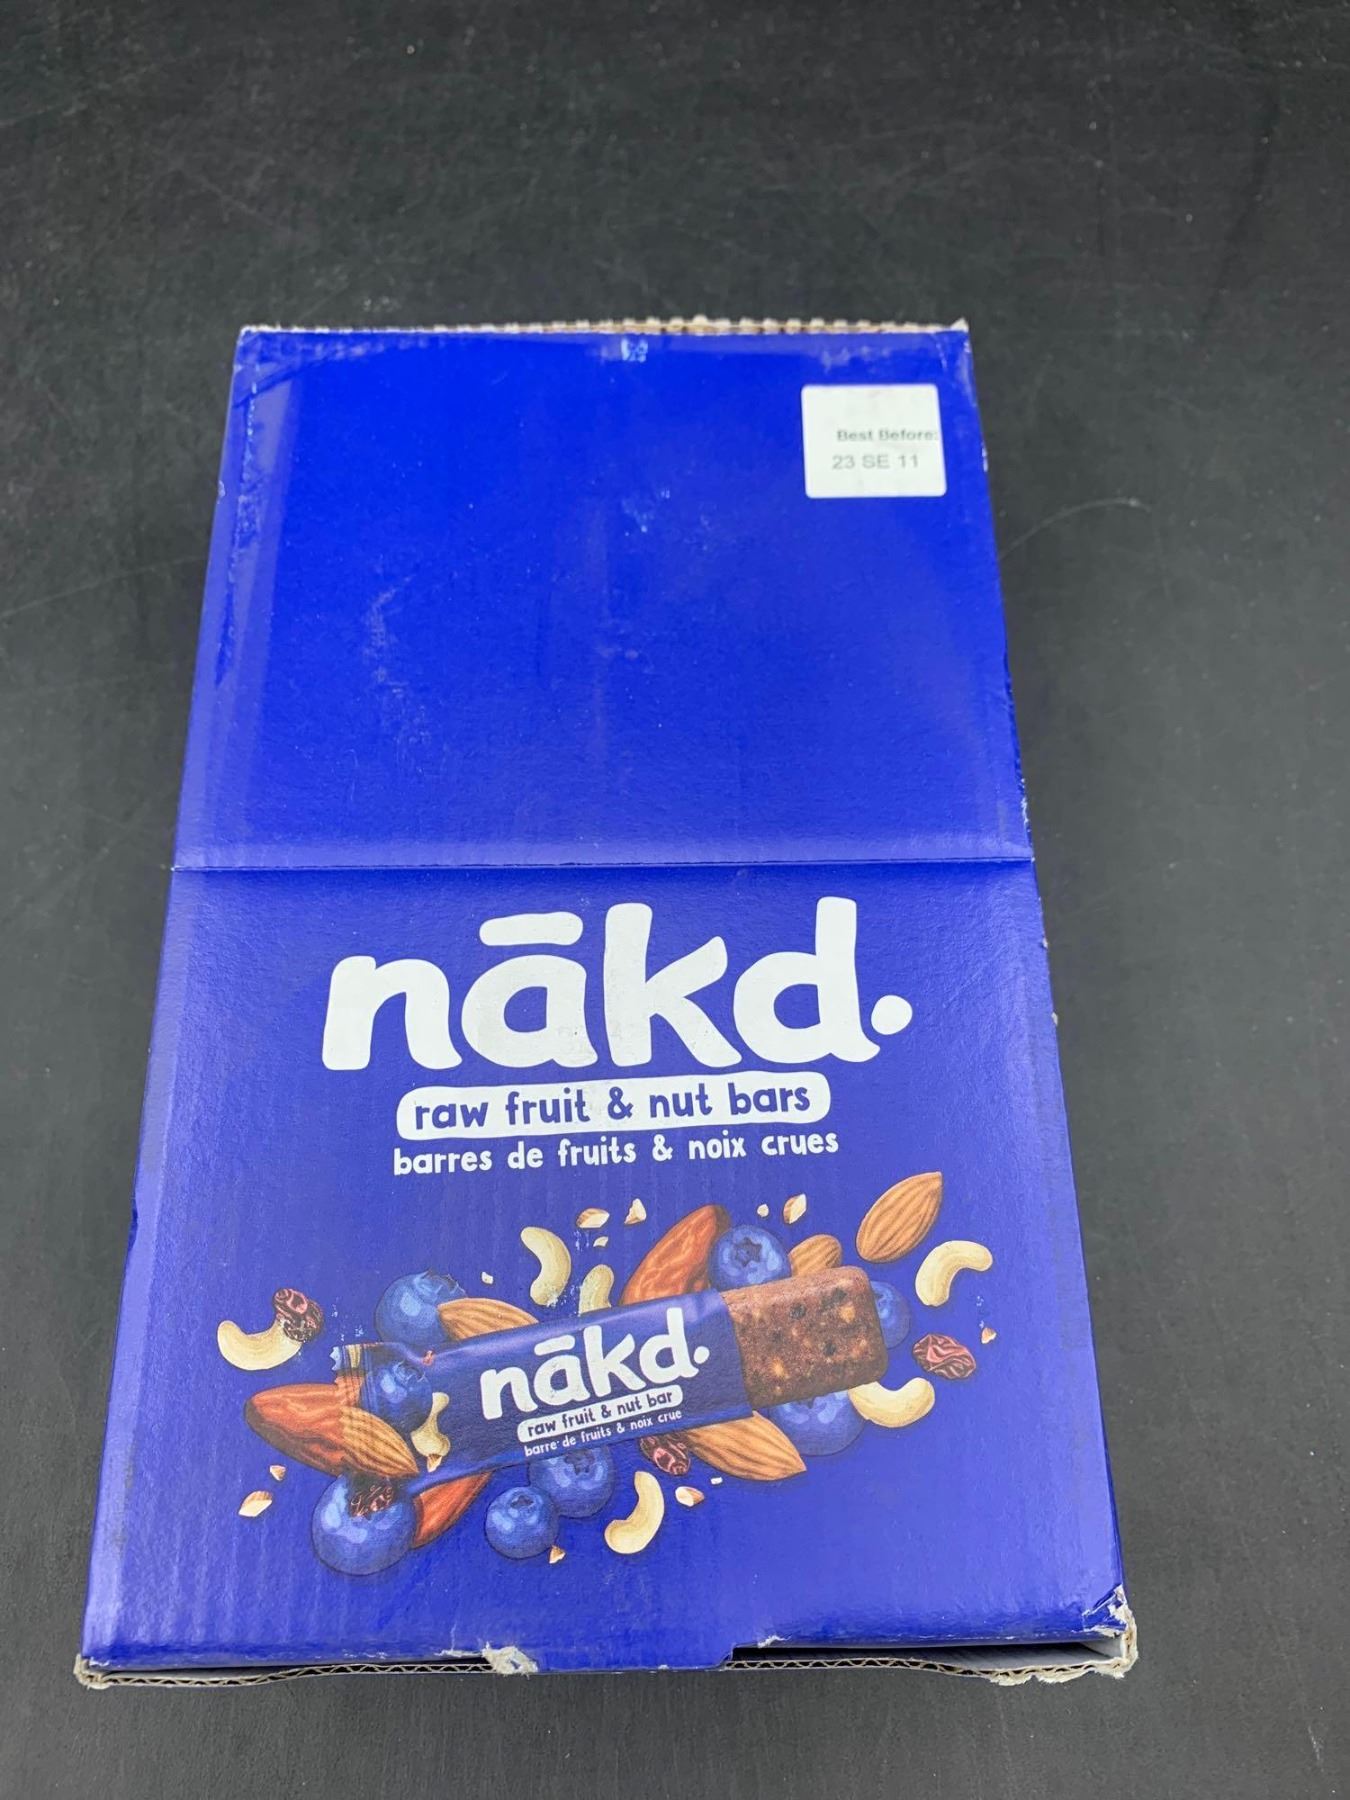 Best Before:
23 SE 11
nākd.
raw fruit & nut bars
barres de fruits & noix crues
nākd.
raw fruit & nut bar
barre de fruits & noix crue